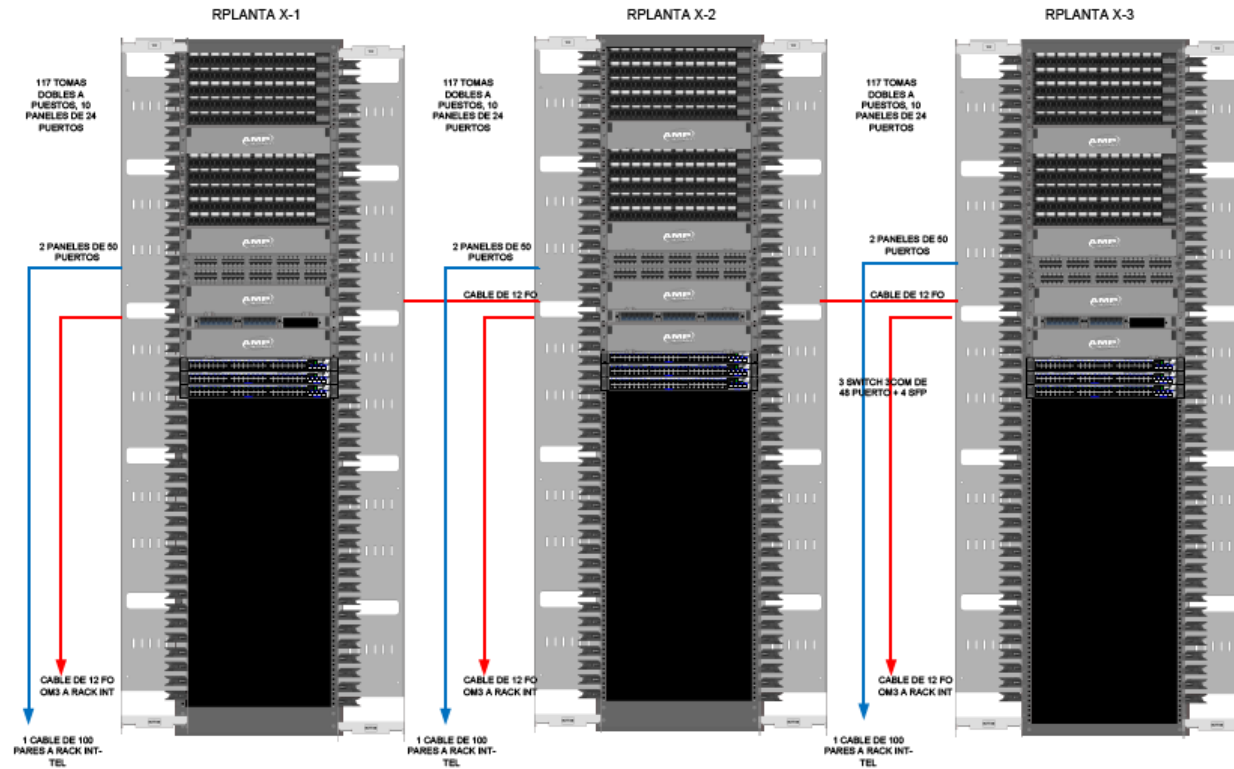 RPLANTA X-1
RPLANTA X-2
RPLANTA X-3
117 TOMAS
DOBLES A
PUESTOS, 10
PANELES DE 24
PUERTOS
117 TOMAS
DOBLES A
PUESTOS, 10
PANELES DE 24
PUERTOS
117 TOMAS
DOBLES A
PUESTOS, 10
PANELES DE 24
PUERTOS
AMP
AMP
AMP
AMP
AMP
AMP
2 PANELES DE 50
PUERTOS
2 PANELES DE 50
PUERTOS
2 PANELES DE 50
PUERTOS
CABLE DE 12 FO
CABLE DE 12 FO
AMP
AMP
AMP
AMP
AMP
AMP
3 SWITCH 3COM DE
48 PUERTO + 4 SFP
CABLE DE 12 FO
OM3 A RACK INT
CABLE DE 12 FO
OM3 A RACK INT
CABLE DE 12 FO
OM3 A RACK INT
1 CABLE DE 100
PARES A RACK INT-
TEL
1 CABLE DE 100
PARES A RACK INT-
TEL
1 CABLE DE 100
PARES A RACK INT-
TEL